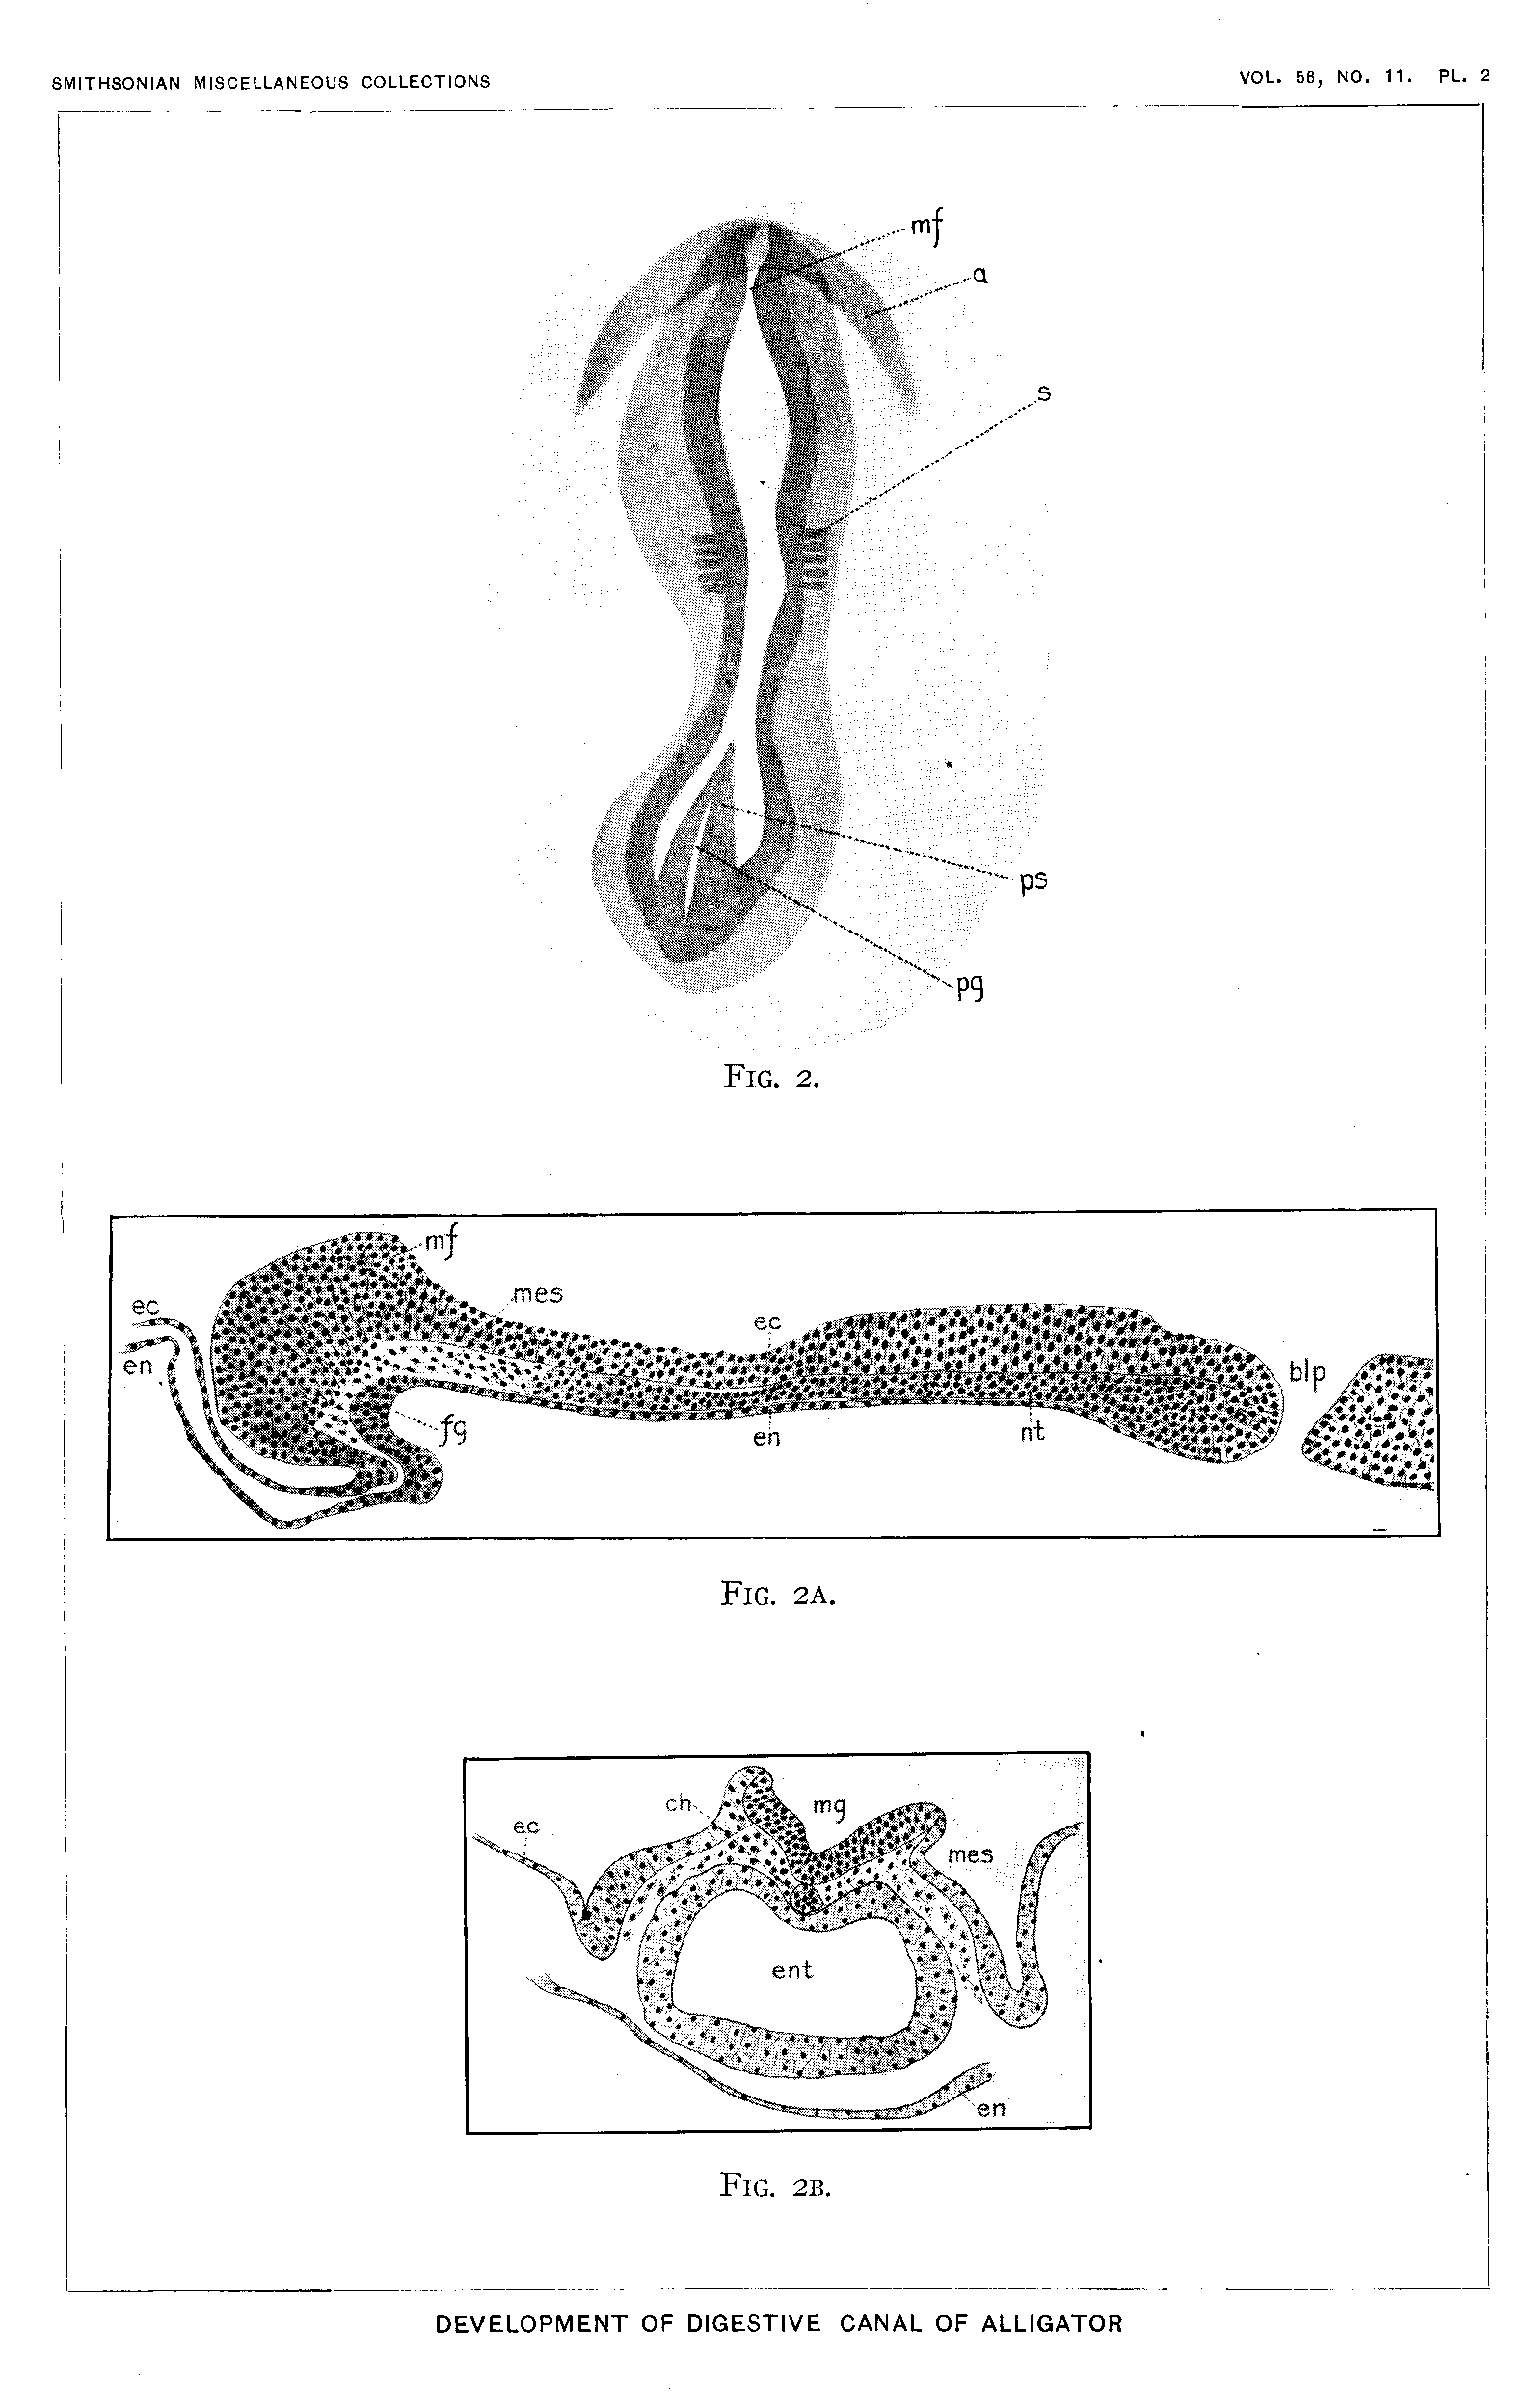 SMITHSONIAN MISCELLANEOUS COLLECTIONS
VOL. 56, NO. 11. PL. 2
mf
a
s
ps
pg
FIG. 2.
mf
mes
ec
ec
en
blp
fg
en
nt
FIG. 2A.
ch
mg
ec
mes
ent
en
FIG. 2B.
DEVELOPMENT OF DIGESTIVE CANAL OF ALLIGATOR